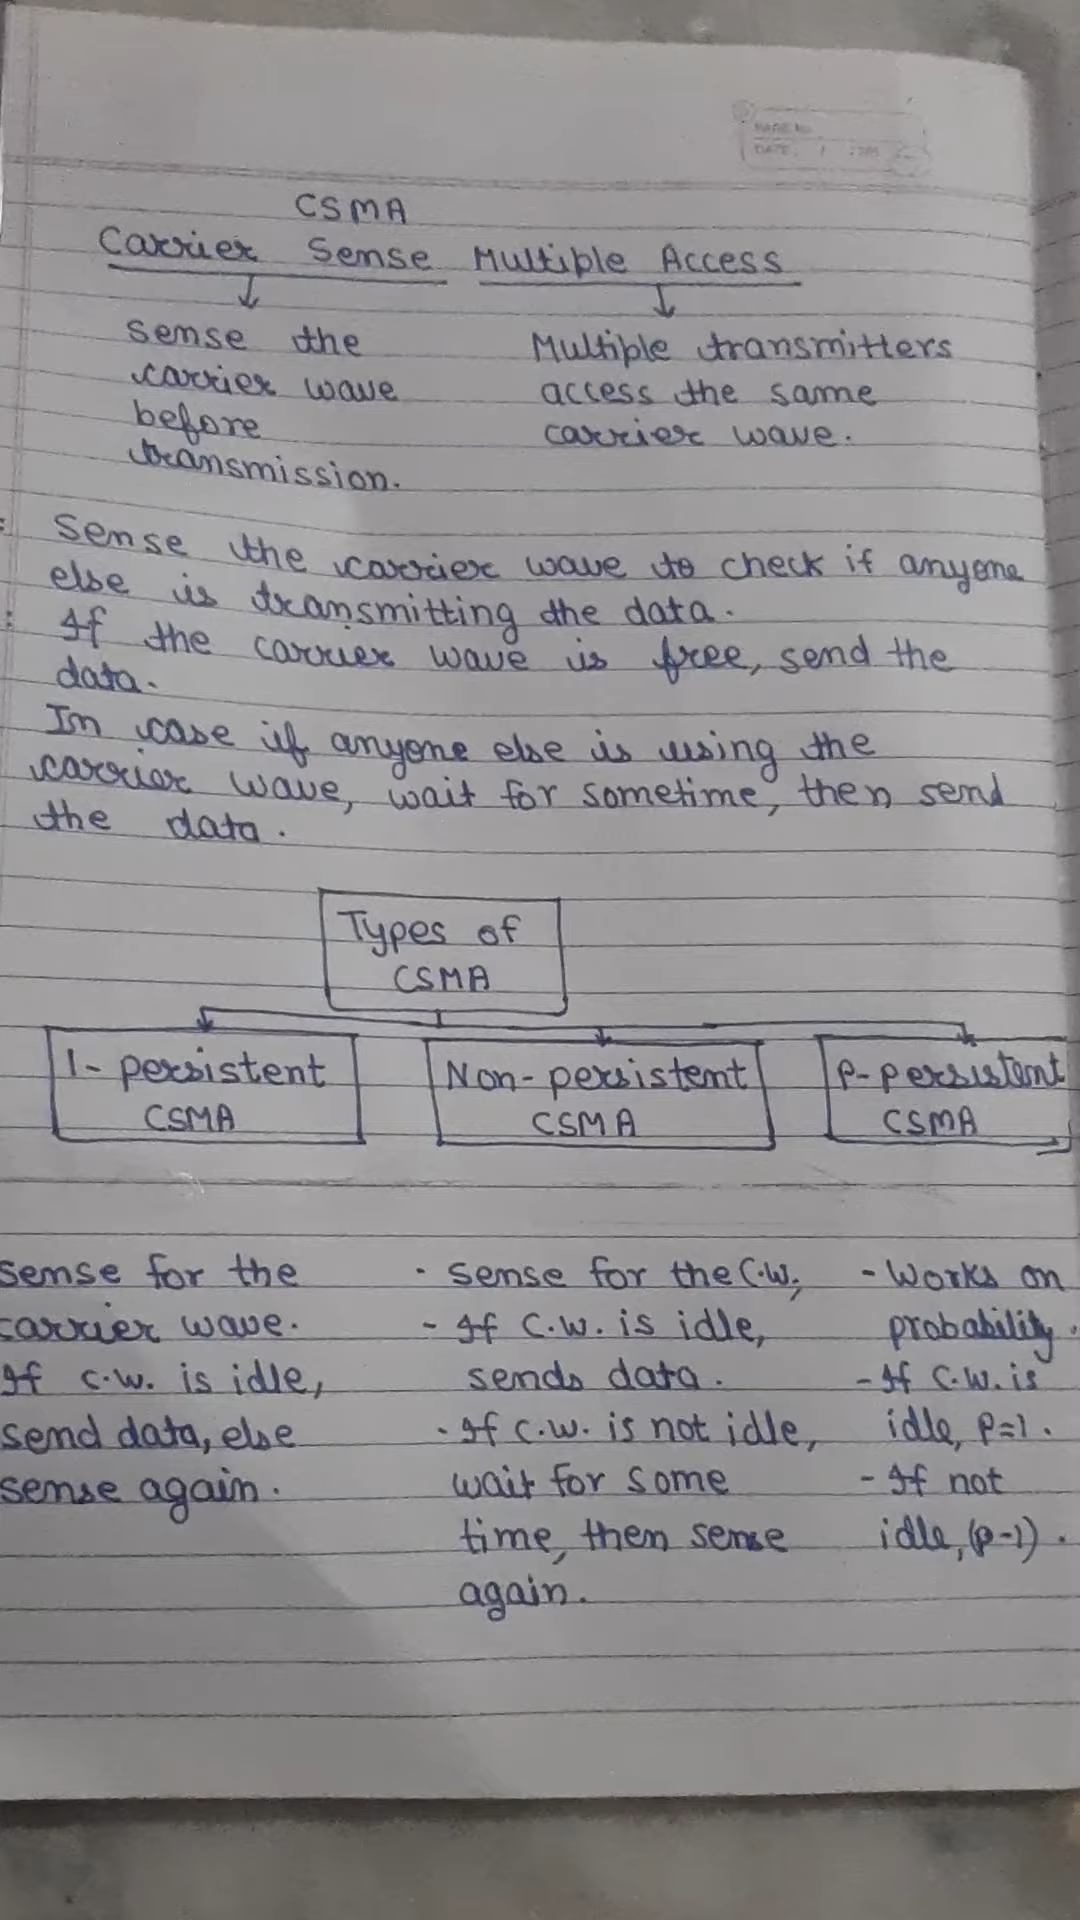 PAGE No.
DATE: / /
CSMA
Carrier Sense Multiple Access
sense the
carrier wave
before
transmission.
Multiple transmitters
access the same
carrier wave.
Sense the carrier wave to check if anyone
else is transmitting the data.
If the carrier wave is free, send the
data.
In case if anyone else is using the
carrier wave, wait for sometime, then send
the data.
Types of
CSMA
1- persistent
CSMA
Non-persistent
CSMA
P-persistent
CSMA
sense for the
carrier wave.
If c.w. is idle,
send data, else
sense again.
- sense for the C.W.
- If C.W. is idle,
sends data.
- If C.W. is not idle,
wait for some
time, then sense
again.
- Works on
probability.
- If C.W. is
idle, P=1.
- If not
idle, (p-1).